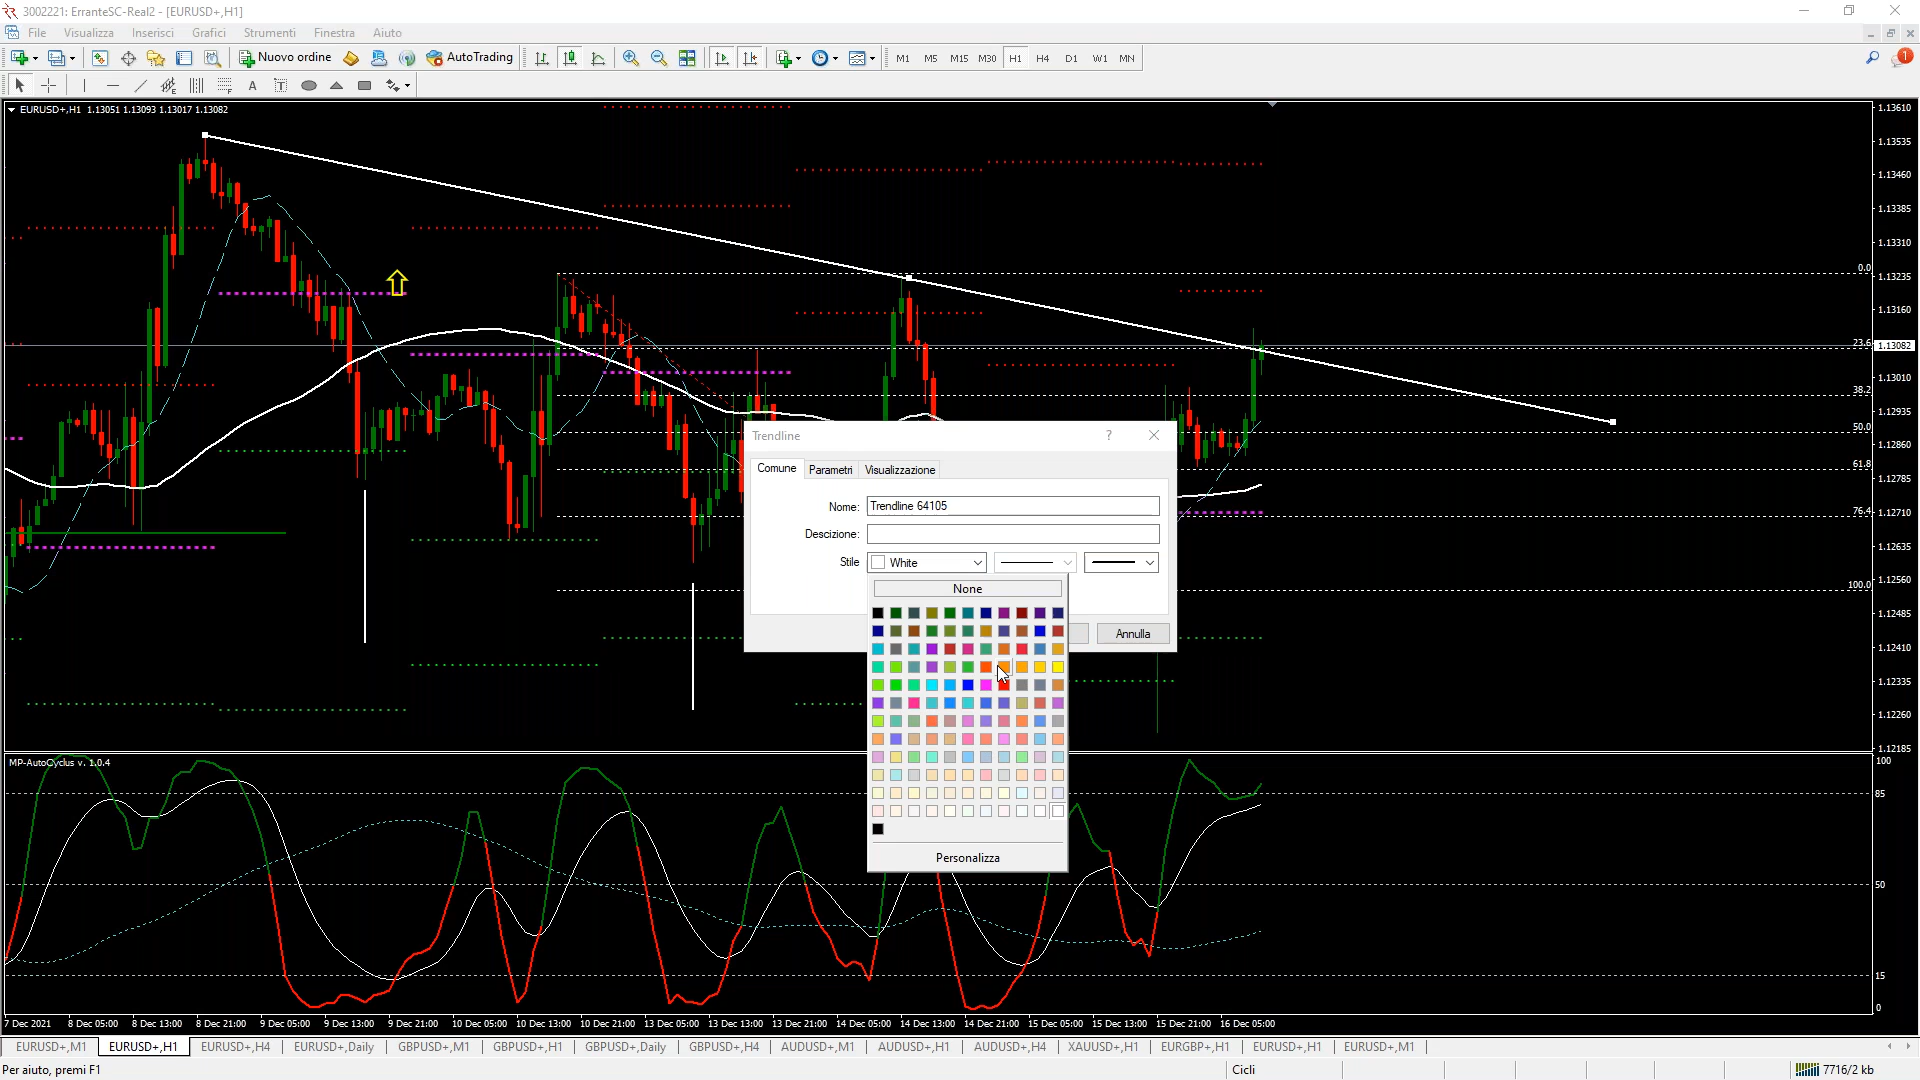 3002221: ErranteSC-Real2 - [EURUSD+,H1]
File Visualizza Inserisci Grafici Strumenti Finestra Aiuto
Nuovo ordine AutoTrading M1 M5 M15 M30 H1 H4 D1 W1 MN 1
A T
EURUSD+,H1 1.13051 1.13093 1.13017 1.13082
1.13610
1.13535
1.13460
1.13385
1.13310
1.13235
0.0
1.13160
23.6
1.13082
1.13010
38.2
1.12935
50.0
1.12860
61.8
1.12785
76.4
1.12710
1.12635
1.12560
100.0
1.12485
1.12410
1.12335
1.12260
1.12185
Trendline ?
Comune Parametri Visualizzazione
Nome: Trendline 64105
Descizione:
Stile White
None
Annulla
Personalizza
MP-AutoCyclus v. 1.0.4
100
85
50
15
0
7 Dec 2021 8 Dec 05:00 8 Dec 13:00 8 Dec 21:00 9 Dec 05:00 9 Dec 13:00 9 Dec 21:00 10 Dec 05:00 10 Dec 13:00 10 Dec 21:00 13 Dec 05:00 13 Dec 13:00 13 Dec 21:00 14 Dec 05:00 14 Dec 13:00 14 Dec 21:00 15 Dec 05:00 15 Dec 13:00 15 Dec 21:00 16 Dec 05:00
EURUSD+,M1 EURUSD+,H1 EURUSD+,H4 EURUSD+,Daily GBPUSD+,M1 GBPUSD+,H1 GBPUSD+,Daily GBPUSD+,H4 AUDUSD+,M1 AUDUSD+,H1 AUDUSD+,H4 XAUUSD+,H1 EURGBP+,H1 EURUSD+,H1 EURUSD+,M1
Per aiuto, premi F1 Cicli 7716/2 kb